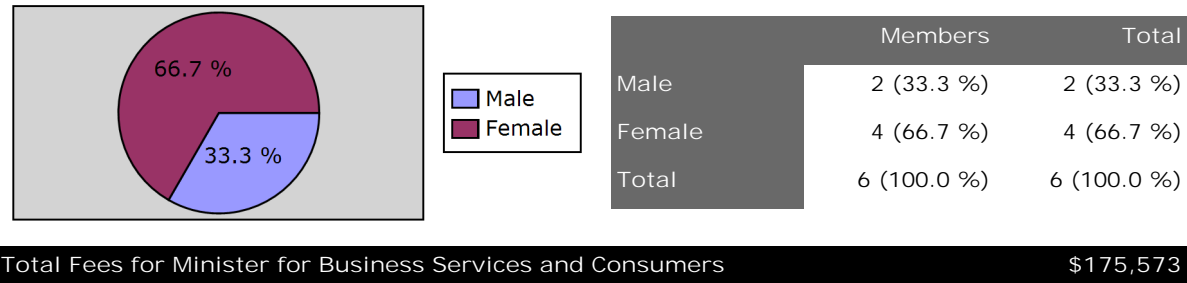 66.7 %
33.3 %
Male
Female
Members Total
Male 2 (33.3 %) 2 (33.3 %)
Female 4 (66.7 %) 4 (66.7 %)
Total 6 (100.0 %) 6 (100.0 %)
Total Fees for Minister for Business Services and Consumers $175,573